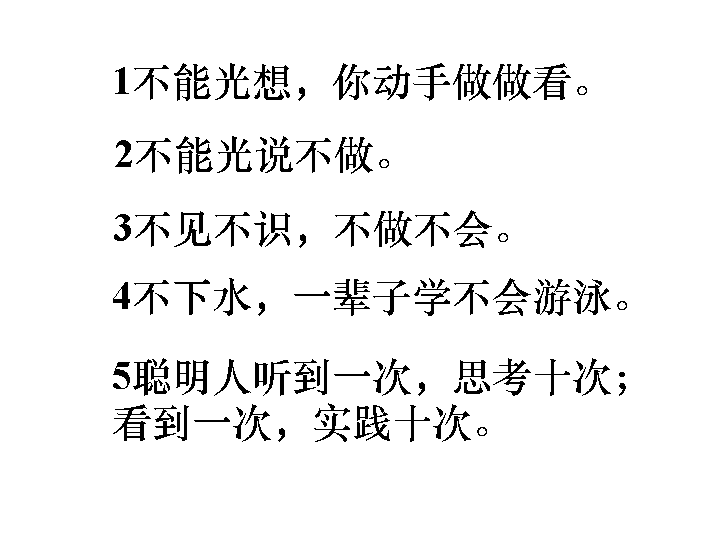 1不能光想，你动手做做看。
2不能光说不做。
3不见不识，不做不会。
4不下水，一辈子学不会游泳。
5聪明人听到一次，思考十次；
看到一次，实践十次。